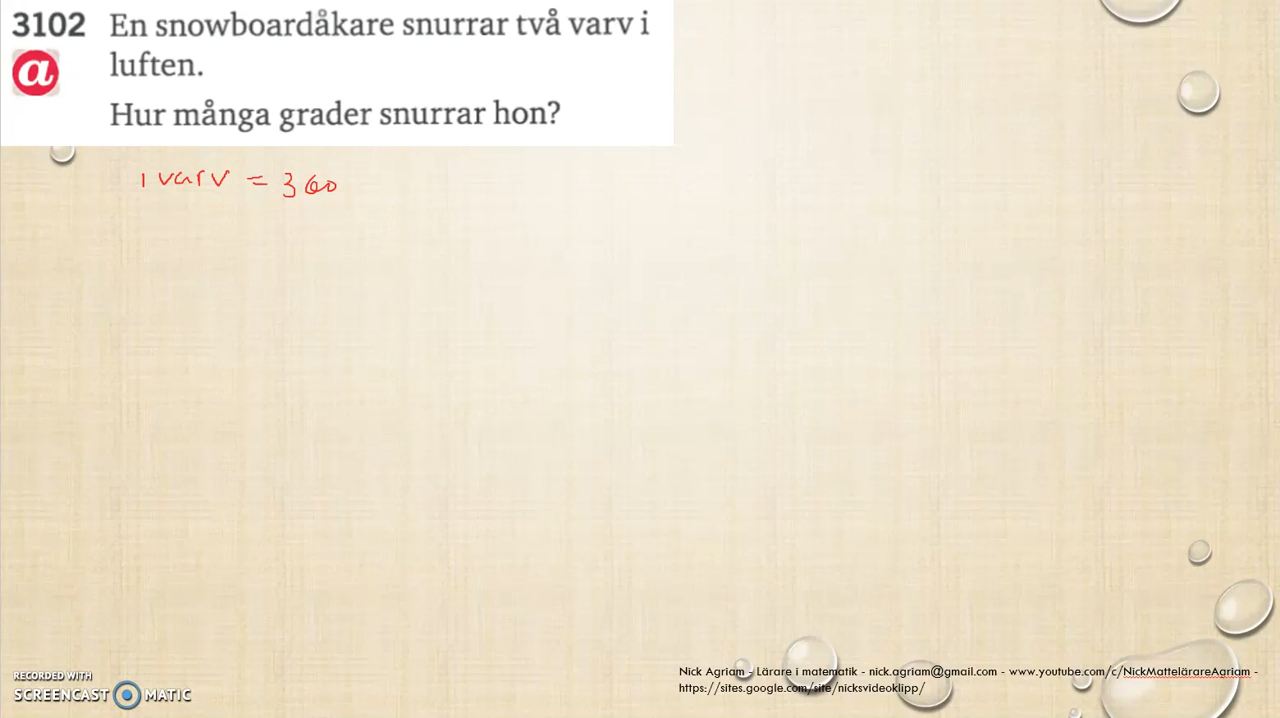 3102 En snowboardåkare snurrar två varv i
a luften.
Hur många grader snurrar hon?
1 varv = 360
Nick Agriam - Lärare i matematik - nick.agriam@gmail.com - www.youtube.com/c/NickMattelärareAgriam -
https://sites.google.com/site/nicksvideoklipp/
RECORDED WITH
SCREENCAST MATIC